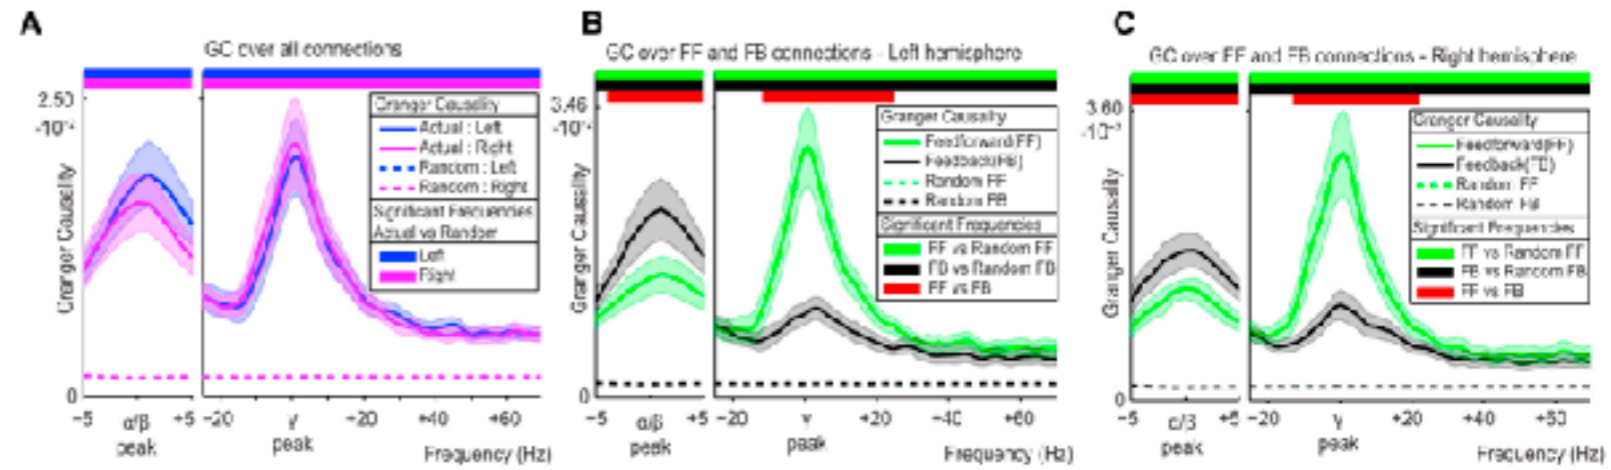 A
GC over all connections
2.50
-10⁻²
Granger Causality
0
Granger Causality
Actual : Left
Actual : Right
Random : Left
Random : Right
Significant Frequencies
Actual vs Random
Left
Right
-5
α/β
peak
+5
-20
γ
peak
+40
+60
Frequency (Hz)
B
GC over FF and FB connections - Left hemisphere
3.46
-10⁻²
Granger Causality
0
Granger Causality
Feedforward(FF)
Feedback(FB)
Random FF
Random FB
Significant Frequencies
FF vs Random FF
FB vs Random FB
FF vs FB
-5
α/β
peak
+5
-20
γ
peak
+20
+40
+60
Frequency (Hz)
C
GC over FF and FB connections - Right hemisphere
3.60
Granger Causality
0
Granger Causality
Feedforward(FF)
Feedback(FB)
Random FF
Random FB
Significant Frequencies
FF vs Random FF
FB vs Random FB
FF vs FB
-5
α/β
peak
+5
-20
γ
peak
+20
+40
Frequency (Hz)